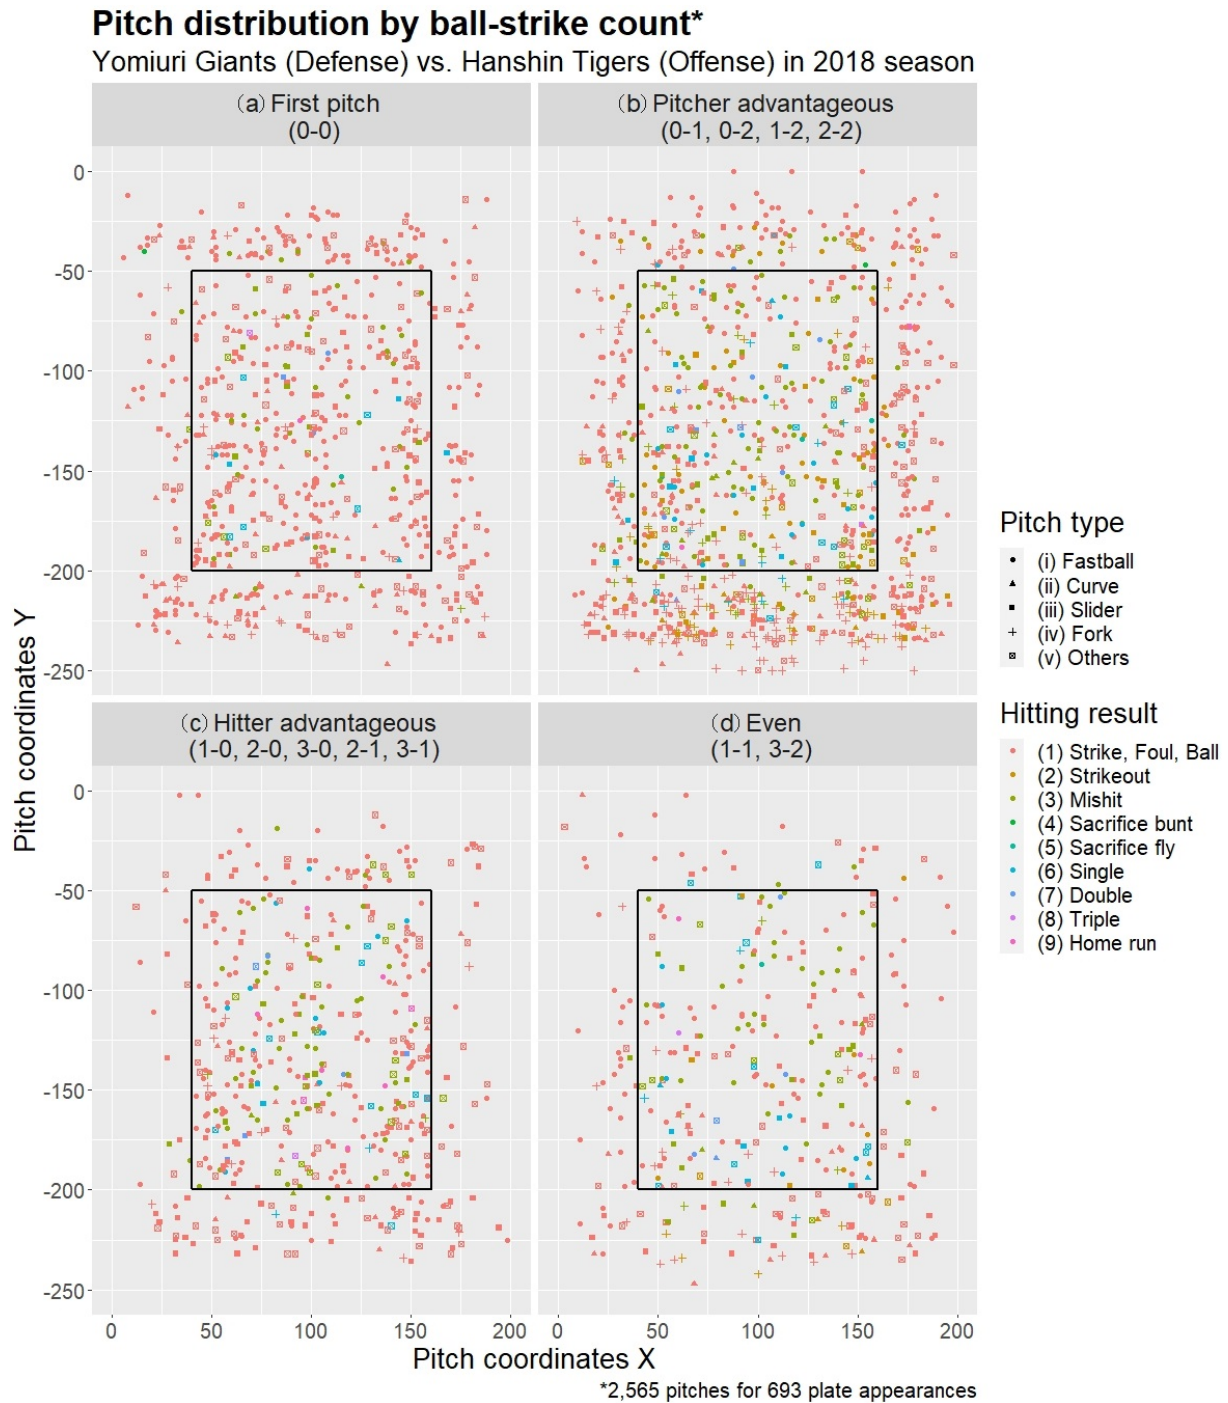 Pitch distribution by ball-strike count*
Yomiuri Giants (Defense) vs. Hanshin Tigers (Offense) in 2018 season
(a) First pitch
(0-0)
(b) Pitcher advantageous
(0-1, 0-2, 1-2, 2-2)
0
-50
-100
-150
-200
-250
(c) Hitter advantageous
(1-0, 2-0, 3-0, 2-1, 3-1)
(d) Even
(1-1, 3-2)
0
-50
-100
-150
-200
-250
0 50 100 150 200
0 50 100 150 200
Pitch coordinates Y
Pitch coordinates X
Pitch type
(i) Fastball
(ii) Curve
(iii) Slider
(iv) Fork
(v) Others
Hitting result
(1) Strike, Foul, Ball
(2) Strikeout
(3) Mishit
(4) Sacrifice bunt
(5) Sacrifice fly
(6) Single
(7) Double
(8) Triple
(9) Home run
*2,565 pitches for 693 plate appearances